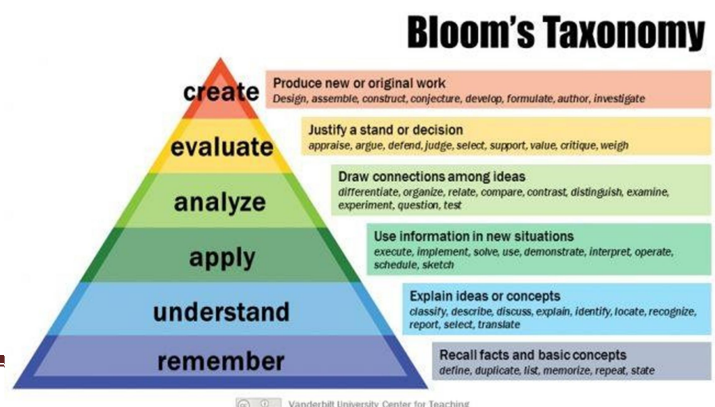 Bloom's Taxonomy
create
Produce new or original work
Design, assemble, construct, conjecture, develop, formulate, author, investigate
evaluate
Justify a stand or decision
appraise, argue, defend, judge, select, support, value, critique, weigh
analyze
Draw connections among ideas
differentiate, organize, relate, compare, contrast, distinguish, examine,
experiment, question, test
apply
Use information in new situations
execute, implement, solve, use, demonstrate, interpret, operate,
schedule, sketch
understand
Explain ideas or concepts
classify, describe, discuss, explain, identify, locate, recognize,
report, select, translate
remember
Recall facts and basic concepts
define, duplicate, list, memorize, repeat, state
Vanderbilt University Center for Teaching